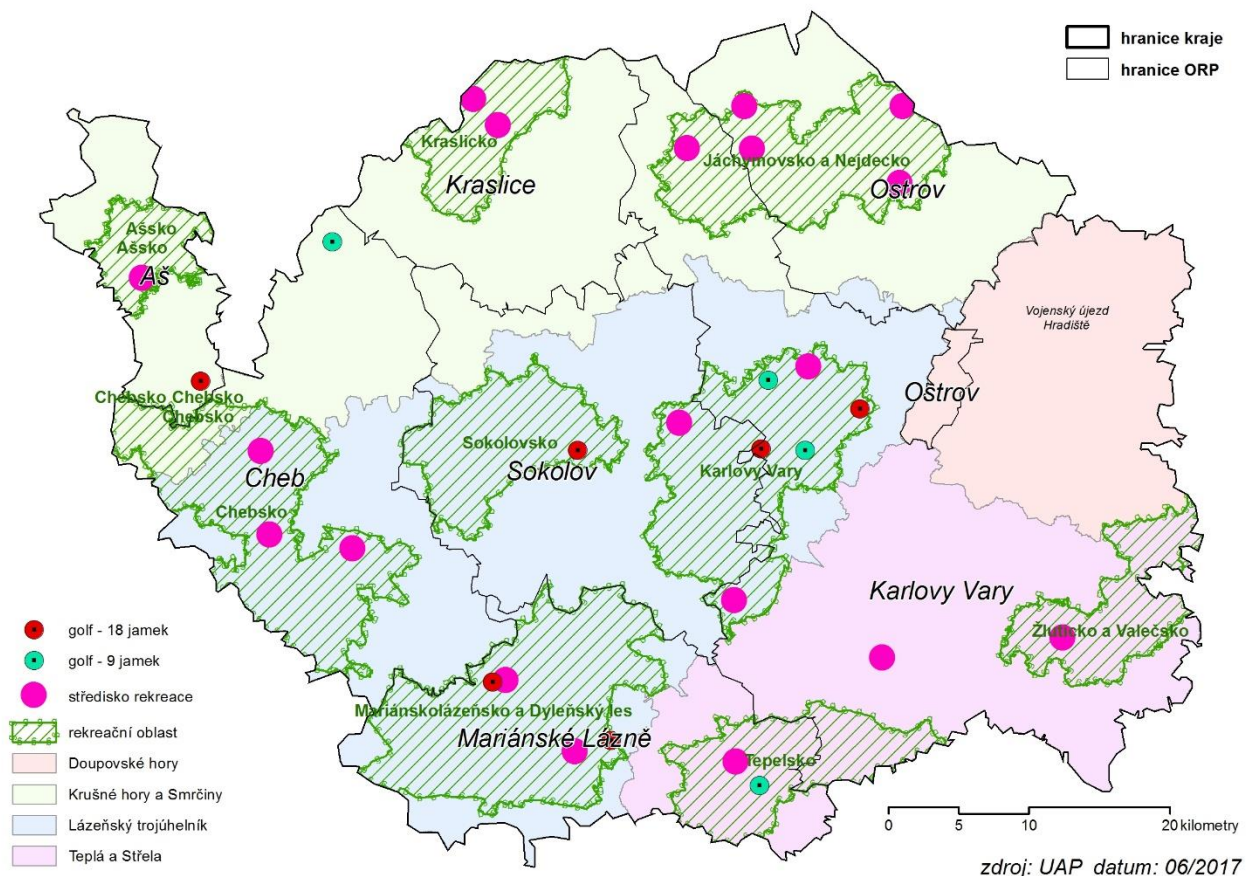 hranice kraje
hranice ORP
Kraslicko
Kraslice
Jáchymovsko a Nejdecko
Ostrov
Ašsko
Ašsko
Aš
Vojenský újezd
Hradiště
Chebsko Chebsko
Chebsko
Ostrov
Sokolovsko
Sokolov
Karlovy Vary
Cheb
Chebsko
Karlovy Vary
Žluticko a Valečsko
Mariánskolázeňsko a Dyleňský les
Mariánské Lázně
Tepelsko
golf - 18 jamek
golf - 9 jamek
středisko rekreace
rekreační oblast
Doupovské hory
Krušné hory a Smrčiny
Lázeňský trojúhelník
Teplá a Střela
0 5 10 20 kilometry
zdroj: UAP datum: 06/2017